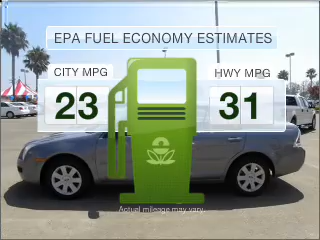 EPA FUEL ECONOMY ESTIMATES
CITY MPG
HWY MPG
23
31
Actual mileage may vary.